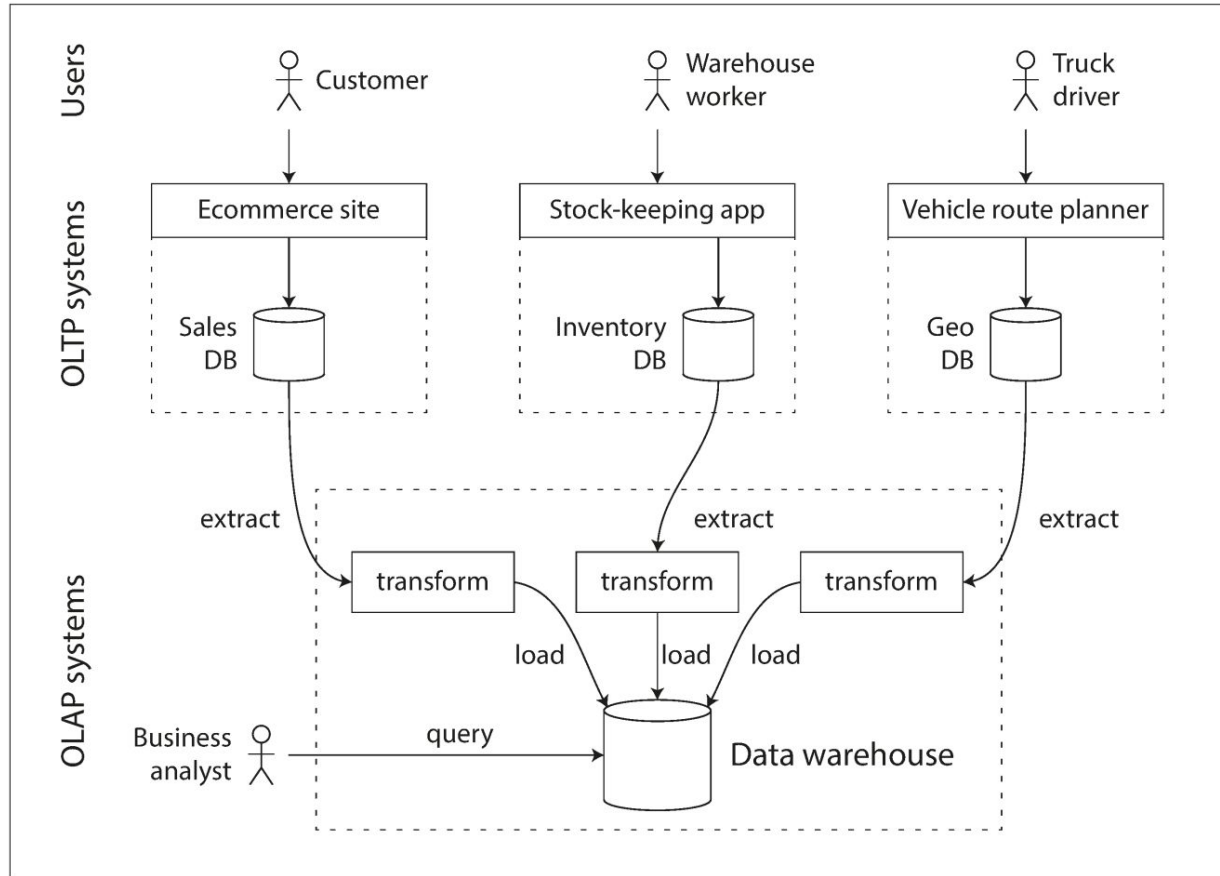 Users
Customer
Warehouse
worker
Truck
driver
OLTP systems
Ecommerce site
Stock-keeping app
Vehicle route planner
Sales
DB
Inventory
DB
Geo
DB
extract
extract
extract
OLAP systems
transform
transform
transform
load
load
load
Business
analyst
query
Data warehouse